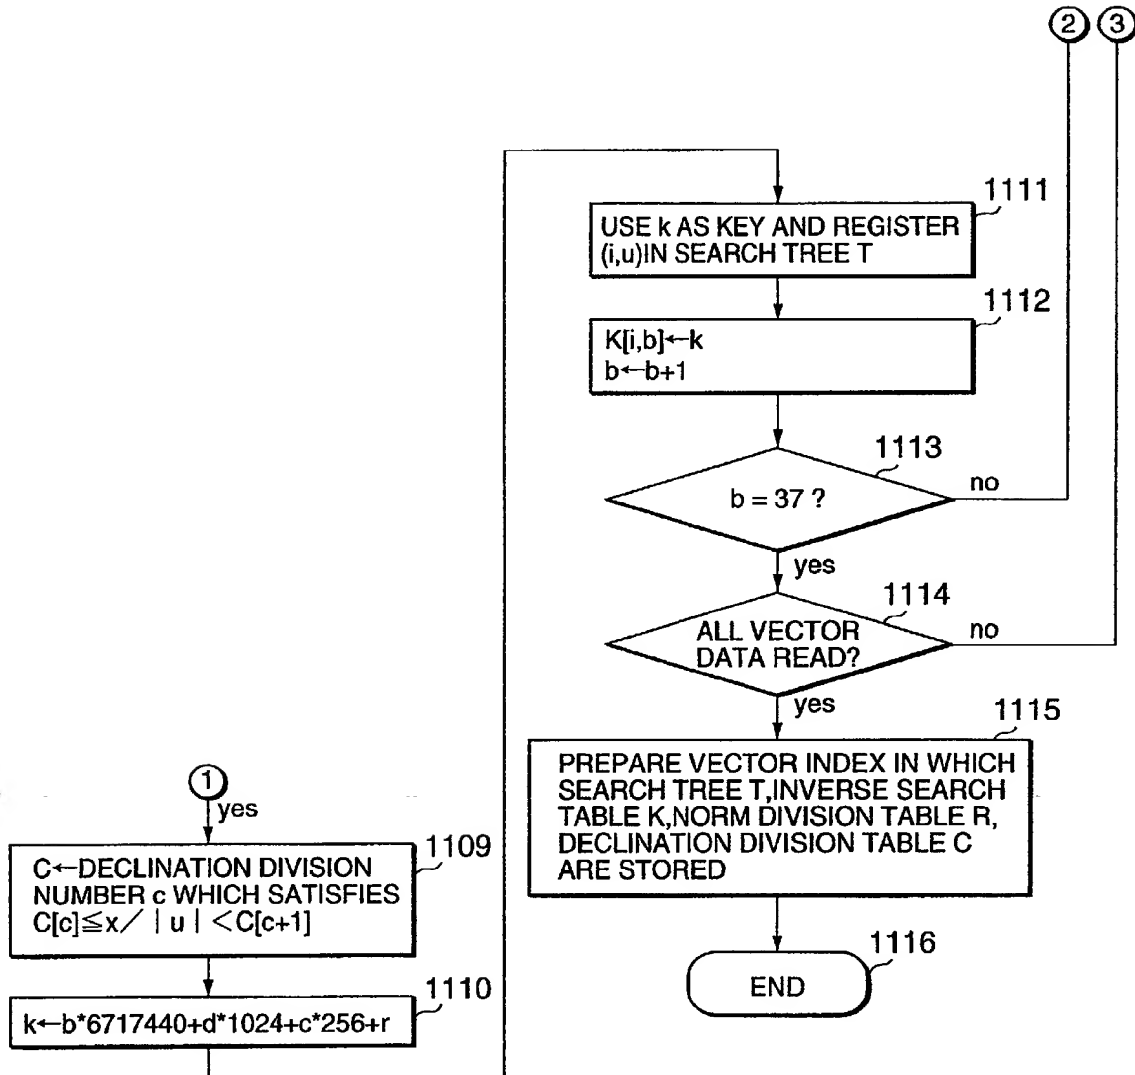 2 3
1111
USE k AS KEY AND REGISTER
(i,u)IN SEARCH TREE T
1112
K[i,b]←k
b←b+1
1113
b = 37 ?
no
yes
1114
ALL VECTOR
DATA READ?
no
yes
1115
PREPARE VECTOR INDEX IN WHICH
SEARCH TREE T,INVERSE SEARCH
TABLE K,NORM DIVISION TABLE R,
DECLINATION DIVISION TABLE C
ARE STORED
1116
END
1
yes
1109
C←DECLINATION DIVISION
NUMBER c WHICH SATISFIES
C[c]≦x／|u|＜C[c+1]
1110
k←b*6717440+d*1024+c*256+r